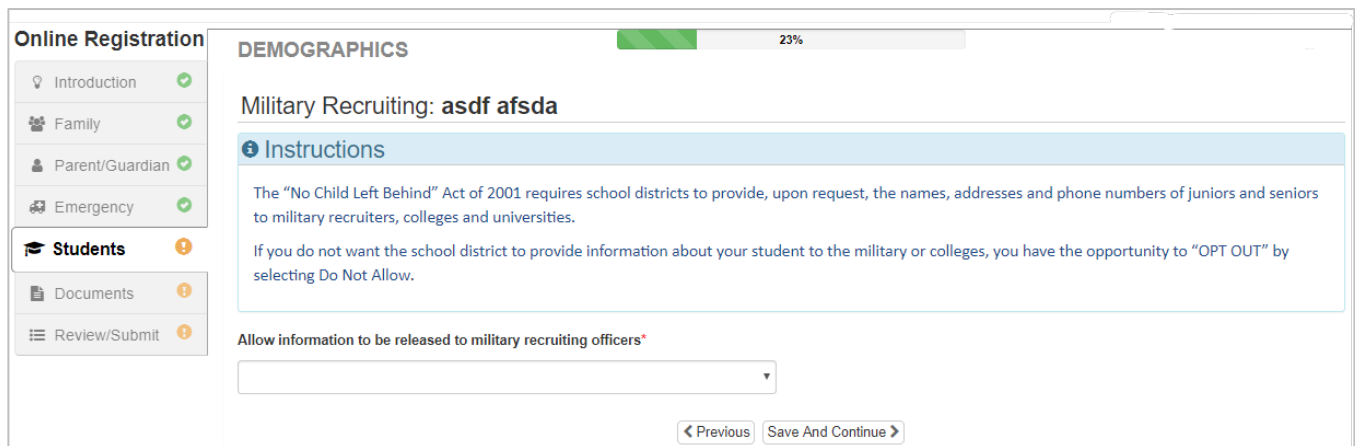 Online Registration
Introduction
Family
Parent/Guardian
Emergency
Students
Documents
Review/Submit
DEMOGRAPHICS
23%
Military Recruiting: asdf afsda
Instructions
The “No Child Left Behind” Act of 2001 requires school districts to provide, upon request, the names, addresses and phone numbers of juniors and seniors
to military recruiters, colleges and universities.
If you do not want the school district to provide information about your student to the military or colleges, you have the opportunity to “OPT OUT” by
selecting Do Not Allow.
Allow information to be released to military recruiting officers*
Previous
Save And Continue